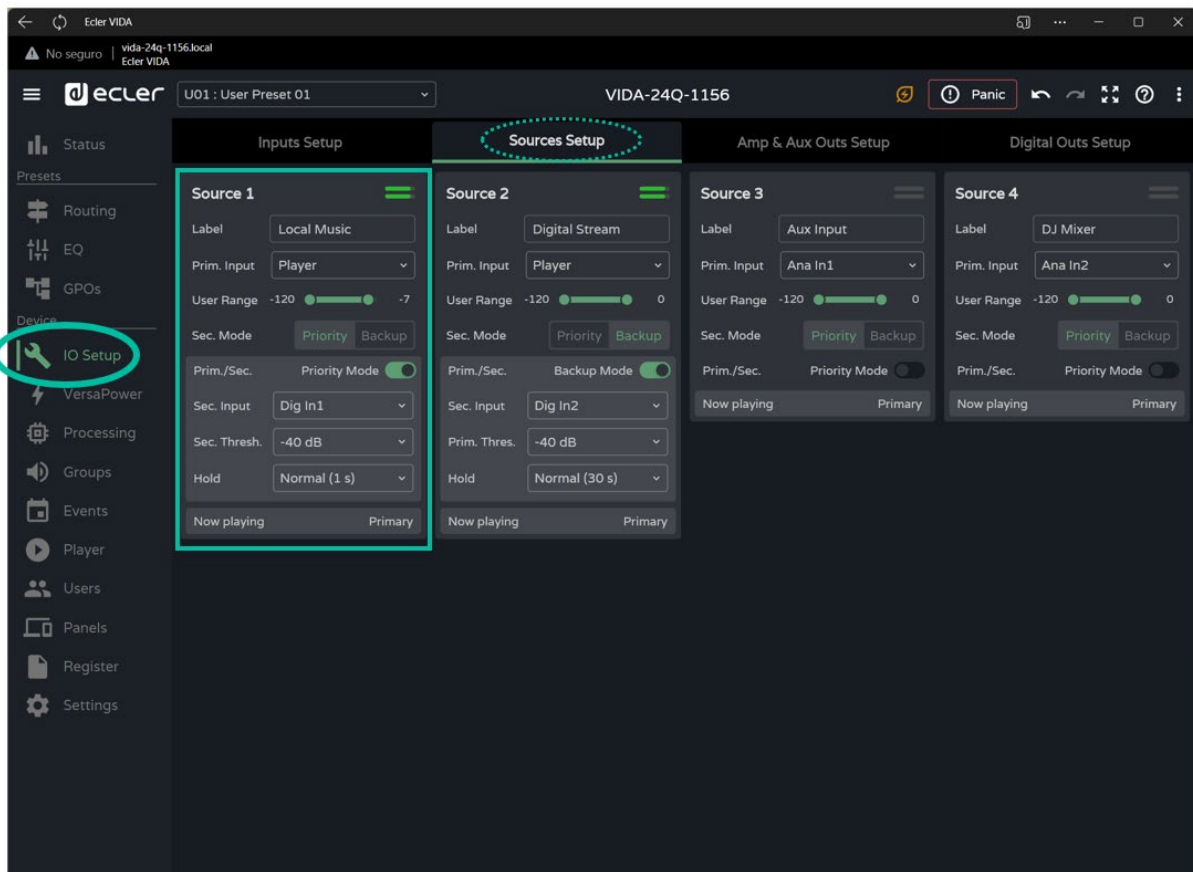 Ecler VIDA
No seguro | vida-24q-1156.local
Ecler VIDA
ecler
U01 : User Preset 01
VIDA-24Q-1156
Panic
Status
Presets
Routing
EQ
GPOs
Device
IO Setup
VersaPower
Processing
Groups
Events
Player
Users
Panels
Register
Settings
Inputs Setup
Sources Setup
Amp & Aux Outs Setup
Digital Outs Setup
Source 1
Label Local Music
Prim. Input Player
User Range -120 -7
Sec. Mode Priority Backup
Prim./Sec. Priority Mode
Sec. Input Dig In1
Sec. Thresh. -40 dB
Hold Normal (1 s)
Now playing Primary
Source 2
Label Digital Stream
Prim. Input Player
User Range -120 0
Sec. Mode Priority Backup
Prim./Sec. Backup Mode
Sec. Input Dig In2
Prim. Thres. -40 dB
Hold Normal (30 s)
Now playing Primary
Source 3
Label Aux Input
Prim. Input Ana In1
User Range -120 0
Sec. Mode Priority Backup
Prim./Sec. Priority Mode
Now playing Primary
Source 4
Label DJ Mixer
Prim. Input Ana In2
User Range -120 0
Sec. Mode Priority Backup
Prim./Sec. Priority Mode
Now playing Primary